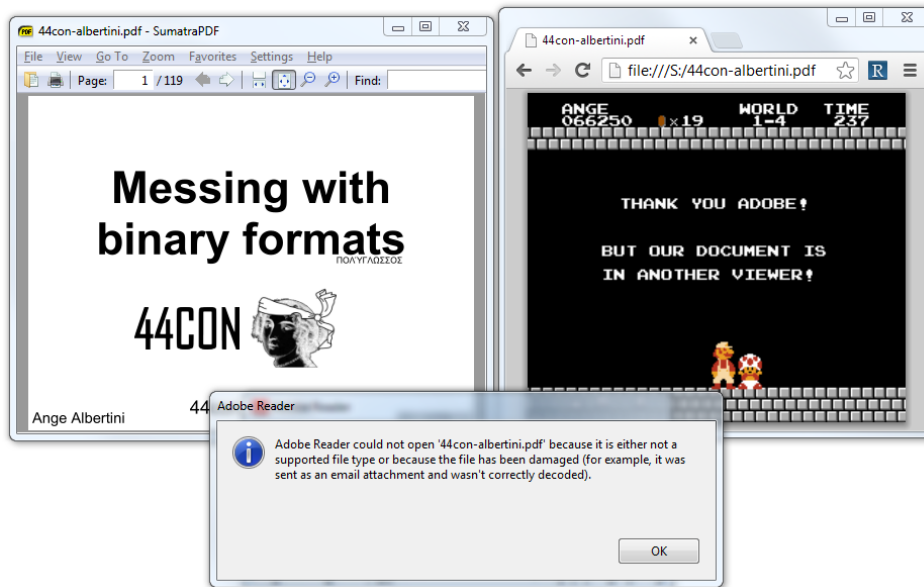 44con-albertini.pdf - SumatraPDF
File View Go To Zoom Favorites Settings Help
Page: 1 / 119 Find:
Messing with
binary formats
ΠΟΛΎΓΛΩΣΣΟΣ
44CON
Ange Albertini
44
44con-albertini.pdf
file:///S:/44con-albertini.pdf
R
ANGE WORLD TIME
066250 ×19 1-4 237
THANK YOU ADOBE!
BUT OUR DOCUMENT IS
IN ANOTHER VIEWER!
Adobe Reader
Adobe Reader could not open '44con-albertini.pdf' because it is either not a
supported file type or because the file has been damaged (for example, it was
sent as an email attachment and wasn't correctly decoded).
OK